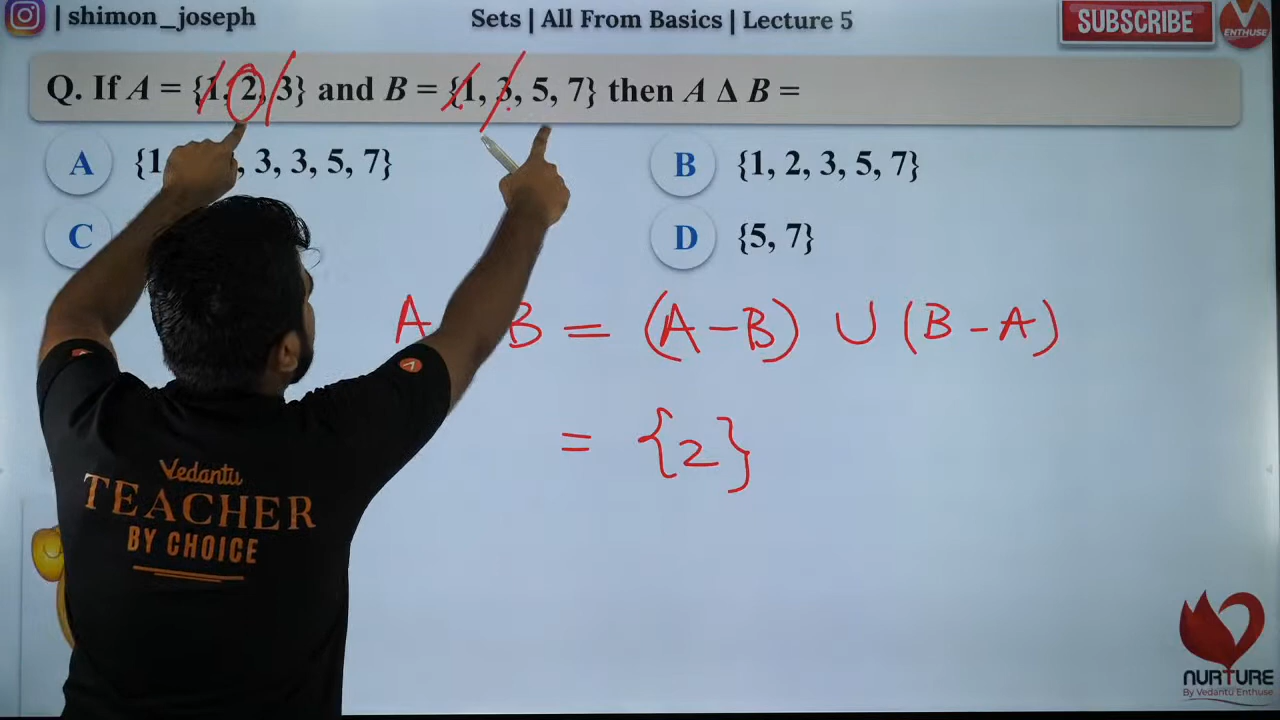 | shimon_joseph
Sets | All From Basics | Lecture 5
SUBSCRIBE
ENTHUSE
Q. If A = {1, 2, 3} and B = {1, 3, 5, 7} then A Δ B =
A {1, 3, 3, 5, 7}
B {1, 2, 3, 5, 7}
C
D {5, 7}
A B = (A – B) ∪ (B – A)
= {2}
Vedantu
TEACHER
BY CHOICE
NURTURE
By Vedantu Enthuse